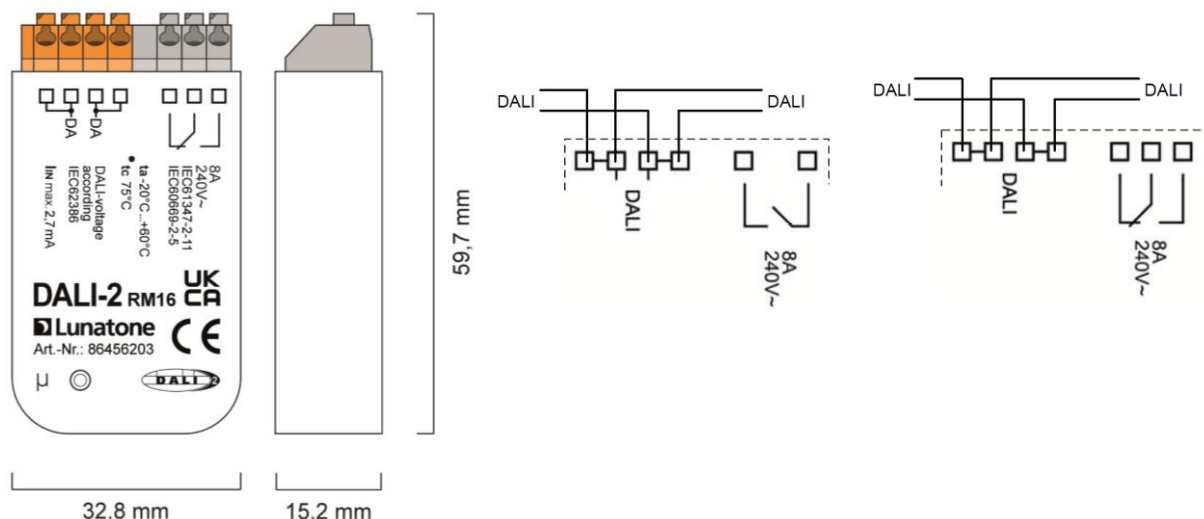 DA
DA
8A
240V~
IEC61347-2-11
IEC60669-2-5
ta -20°C...+60°C
tc 75°C
DALI-voltage
according
IEC62386
IIN max. 2,7mA
DALI-2 RM16
UK
CA
Lunatone
CE
Art.-Nr.: 86456203
µ
DALI 2
59,7 mm
32,8 mm
15,2 mm
DALI
DALI
DALI
8A
240V~
DALI
DALI
DALI
8A
240V~